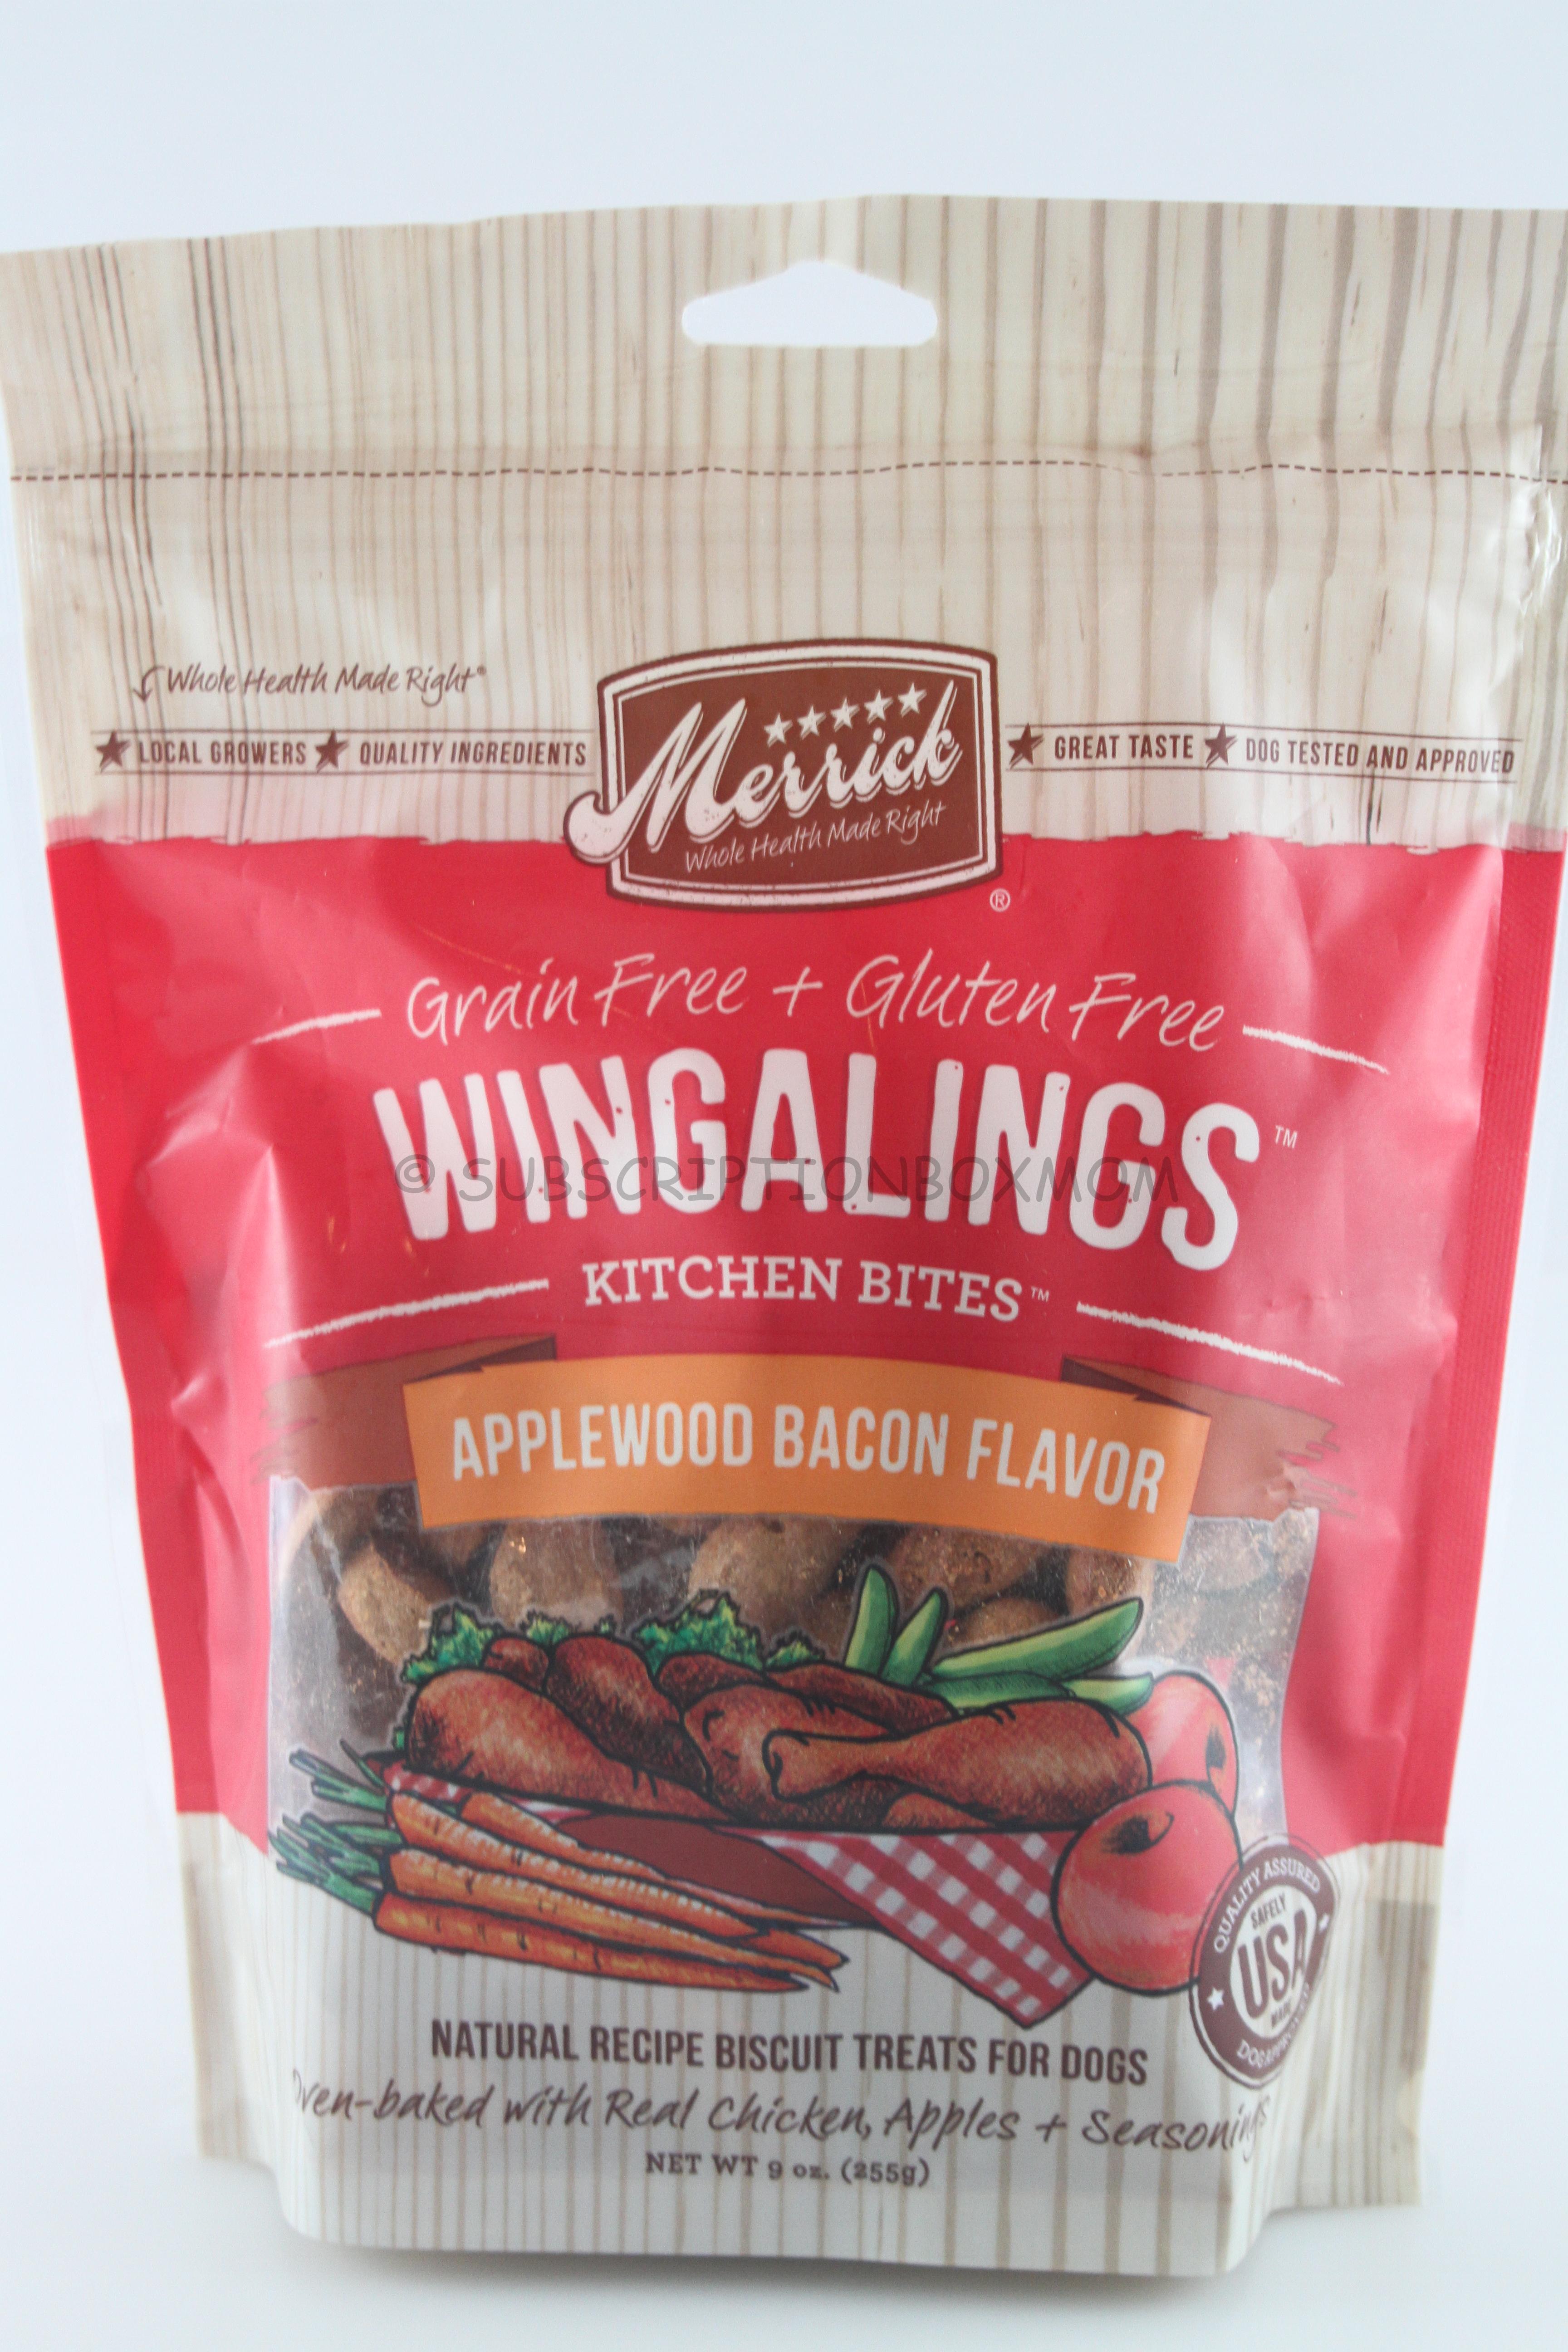 Whole Health Made Right®
LOCAL GROWERS ★ QUALITY INGREDIENTS
Merrick
Whole Health Made Right
®
GREAT TASTE ★ DOG TESTED AND APPROVED
Grain Free + Gluten Free
WINGALINGS™
© SUBSCRIPTIONBOXMOM
KITCHEN BITES™
APPLEWOOD BACON FLAVOR
QUALITY ASSURED
SAFELY
USA
MADE
NATURAL RECIPE BISCUIT TREATS FOR DOGS
Oven-baked with Real Chicken, Apples + Seasonings
NET WT 9 oz. (255g)